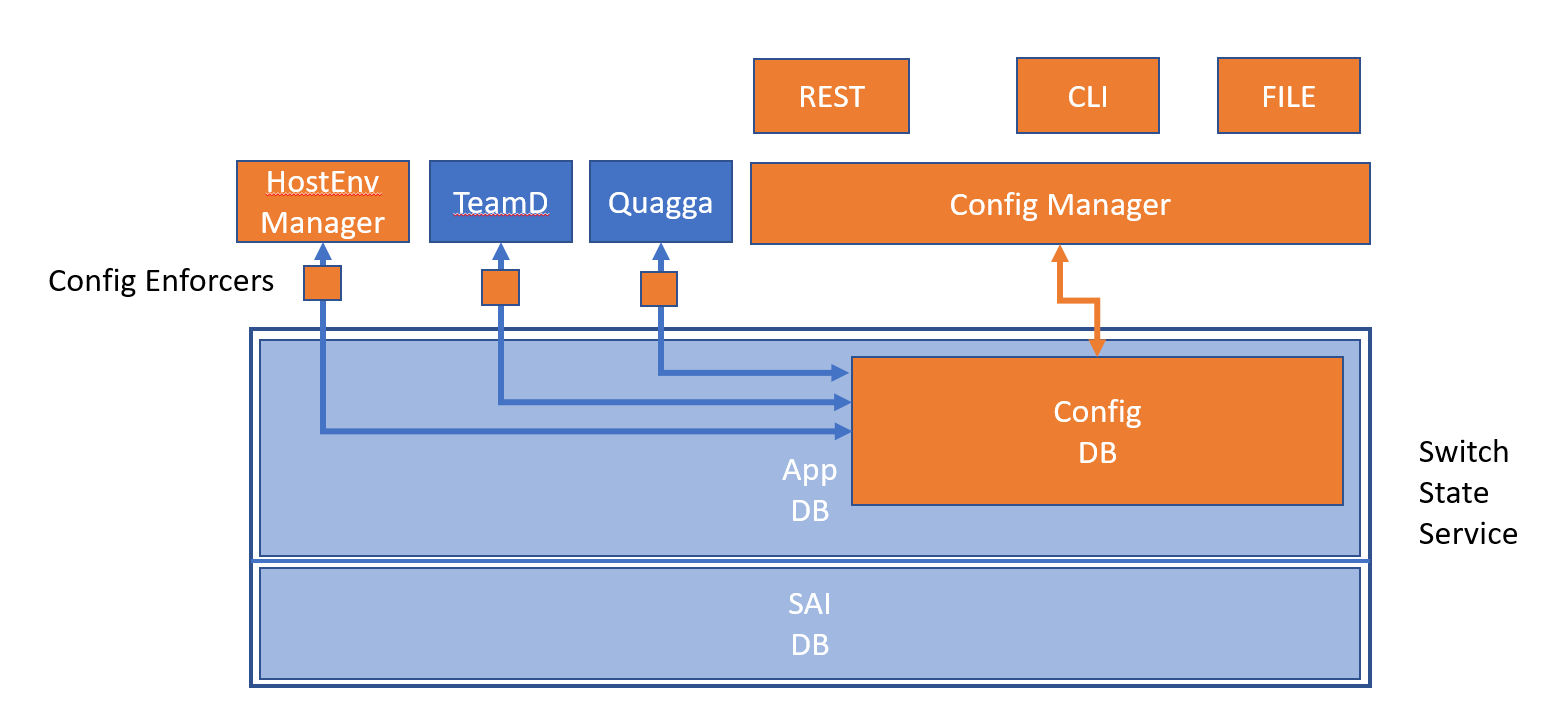 REST
CLI
FILE
HostEnv
Manager
TeamD
Quagga
Config Manager
Config Enforcers
Config
DB
App
DB
Switch
State
Service
SAI
DB